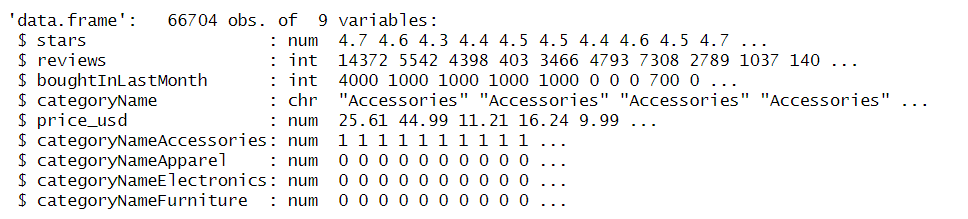 'data.frame':   66704 obs. of  9 variables:
 $ stars                  : num  4.7 4.6 4.3 4.4 4.5 4.5 4.4 4.6 4.5 4.7 ...
 $ reviews                : int  14372 5542 4398 403 3466 4793 7308 2789 1037 140 ...
 $ boughtInLastMonth      : int  4000 1000 1000 1000 1000 0 0 0 700 0 ...
 $ categoryName           : chr  "Accessories" "Accessories" "Accessories" "Accessories" ...
 $ price_usd              : num  25.61 44.99 11.21 16.24 9.99 ...
 $ categoryNameAccessories: num  1 1 1 1 1 1 1 1 1 1 ...
 $ categoryNameApparel    : num  0 0 0 0 0 0 0 0 0 0 ...
 $ categoryNameElectronics: num  0 0 0 0 0 0 0 0 0 0 ...
 $ categoryNameFurniture  : num  0 0 0 0 0 0 0 0 0 0 ...